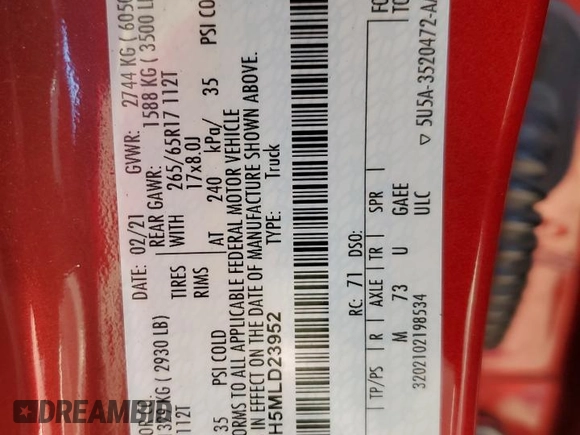 DATE: 02/21 GVWR: 2744 KG ( 6050
REAR GAWR: 1588 KG ( 3500 L
KG ( 2930 LB) WITH
112T TIRES 265/65R17 112T
RIMS 17x8.0J
35 PSI COLD AT 240 kPa/ 35 PSI COLD
ORMS TO ALL APPLICABLE FEDERAL MOTOR VEHICLE
IN EFFECT ON THE DATE OF MANUFACTURE SHOWN ABOVE.
H5MLD23952 TYPE: Truck
RC: 71 DSO:
TP/PS R AXLE TR SPR
M 73 U GAEE
3202102198534 ULC
▽ 5U5A-3520472-A
DREAMBID